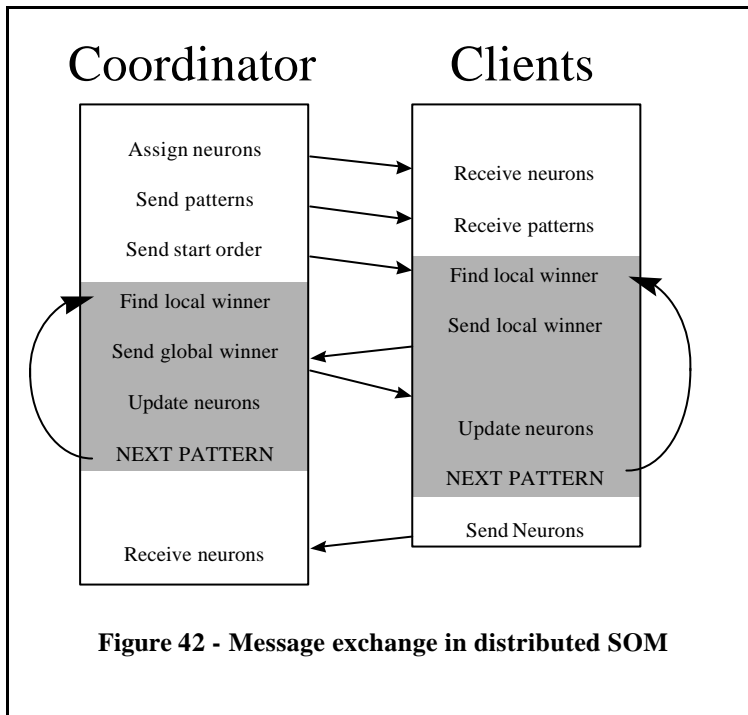 Coordinator
Assign neurons
Send patterns
Send start order
Find local winner
Send global winner
Update neurons
NEXT PATTERN
Receive neurons
Clients
Receive neurons
Receive patterns
Find local winner
Send local winner
Update neurons
NEXT PATTERN
Send Neurons
Figure 42 - Message exchange in distributed SOM